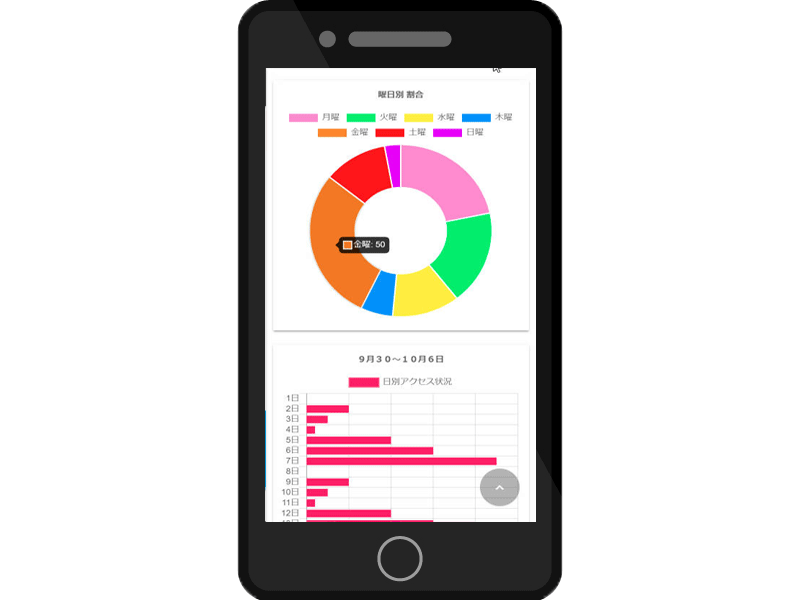 曜日別 割合
月曜 火曜 水曜 木曜
金曜 土曜 日曜
金曜: 50
9月30～10月6日
日別アクセス状況
1日
2日
3日
4日
5日
6日
7日
8日
9日
10日
11日
12日